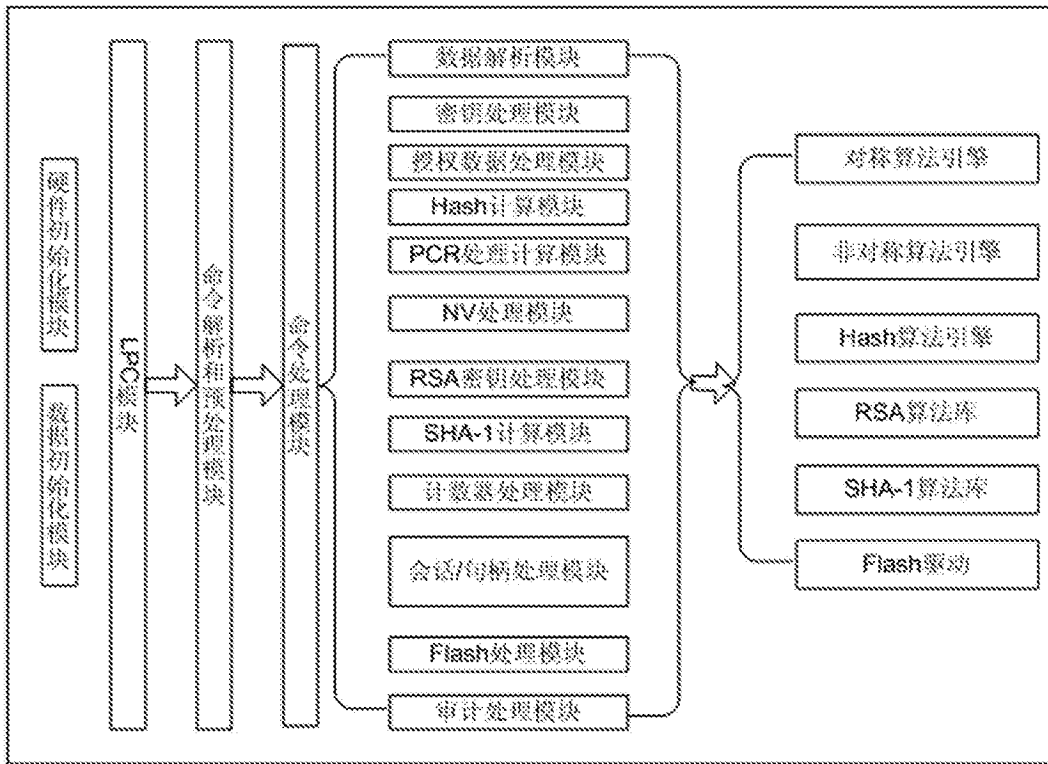 硬件初始化模块
数据初始化模块
LPC模块
命令解析和预处理模块
命令处理模块
数据解析模块
密钥处理模块
授权数据处理模块
Hash计算模块
PCR处理计算模块
NV处理模块
RSA密钥处理模块
SHA-1计算模块
计数器处理模块
会话/句柄处理模块
Flash处理模块
审计处理模块
对称算法引擎
非对称算法引擎
Hash算法引擎
RSA算法库
SHA-1算法库
Flash驱动